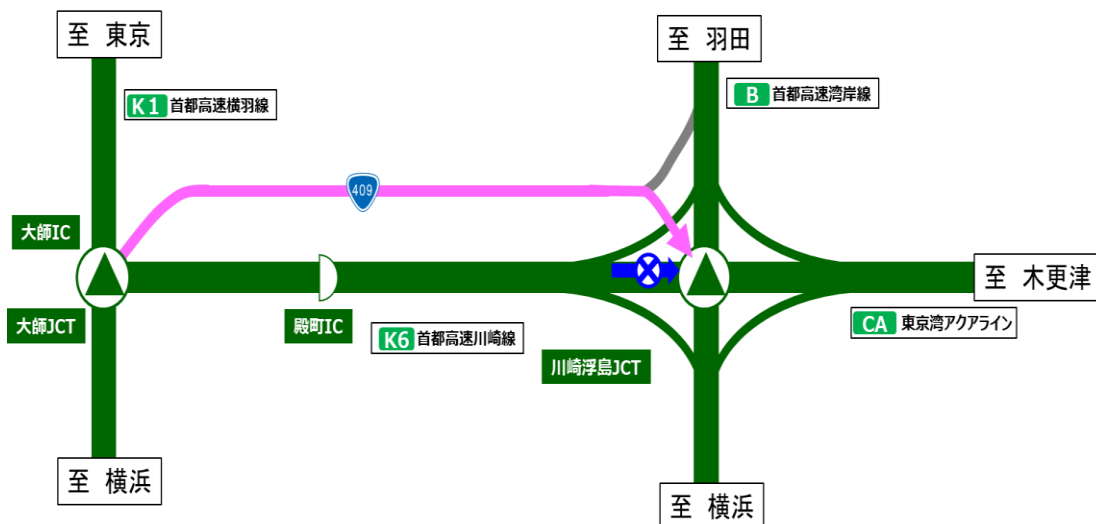 至 東京
至 羽田
K1 首都高速横羽線
B 首都高速湾岸線
409
大師IC
大師JCT
殿町IC
K6 首都高速川崎線
川崎浮島JCT
至 木更津
CA 東京湾アクアライン
至 横浜
至 横浜